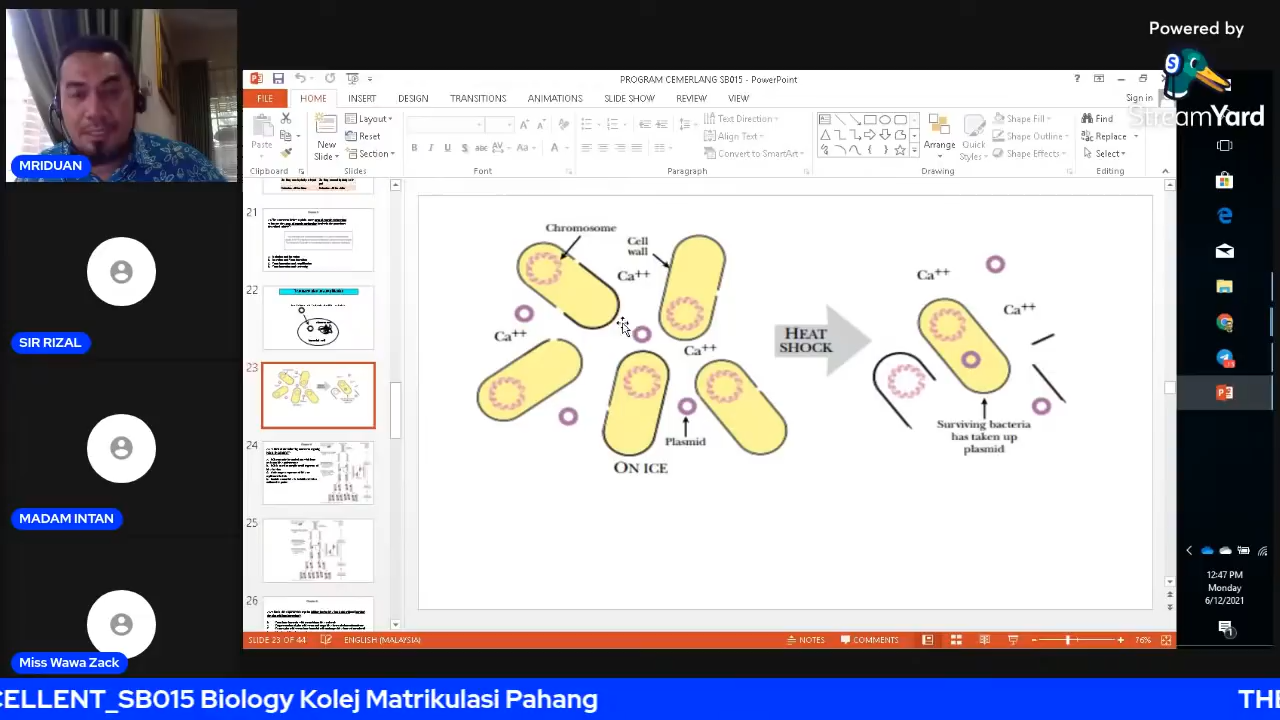 Powered by
StreamYard
MRIDUAN
SIR RIZAL
MADAM INTAN
Miss Wawa Zack
PROGRAM CEMERLANG SB015 - PowerPoint
Sign in
FILE HOME INSERT DESIGN TRANSITIONS ANIMATIONS SLIDE SHOW REVIEW VIEW
Paste
New Slide
Layout
Reset
Section
Text Direction
Align Text
Convert to SmartArt
Arrange
Quick Styles
Shape Fill
Shape Outline
Shape Effects
Find
Replace
Select
Clipboard Slides Font Paragraph Drawing Editing
21
22
23
24
25
26
Chromosome
Cell wall
Ca++
Ca++
Ca++
Plasmid
ON ICE
HEAT SHOCK
Ca++
Ca++
Surviving bacteria
has taken up
plasmid
SLIDE 23 OF 44 ENGLISH (MALAYSIA) NOTES COMMENTS 76%
12:47 PM
Monday
6/12/2021
1
CELLENT_SB015 Biology Kolej Matrikulasi Pahang